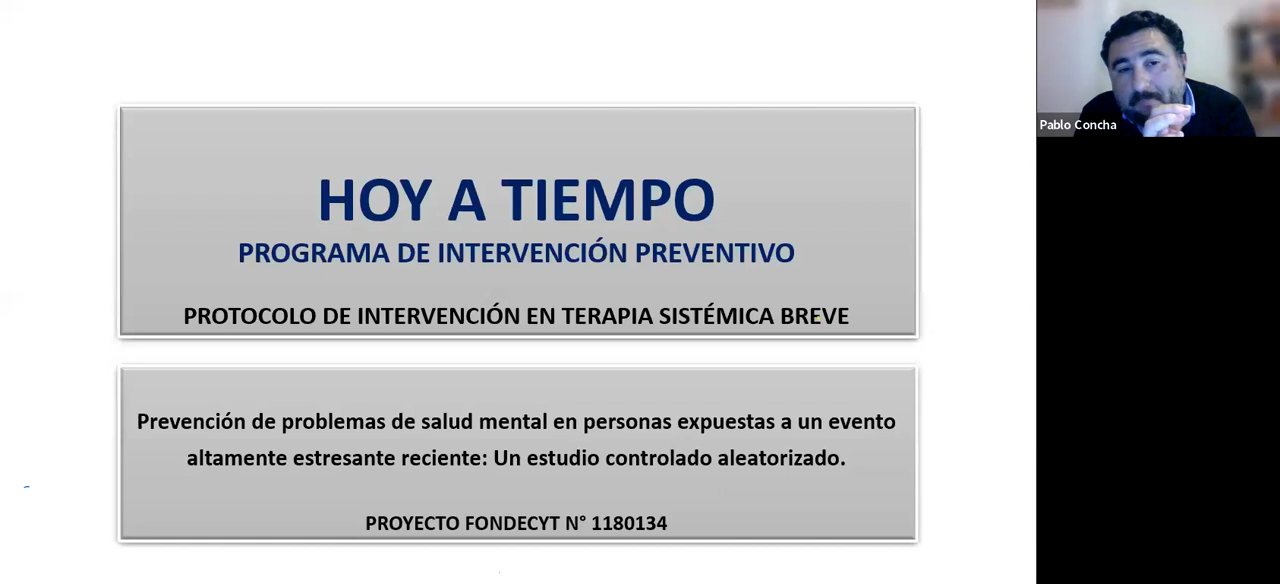 HOY A TIEMPO
PROGRAMA DE INTERVENCIÓN PREVENTIVO
PROTOCOLO DE INTERVENCIÓN EN TERAPIA SISTÉMICA BREVE
Prevención de problemas de salud mental en personas expuestas a un evento
altamente estresante reciente: Un estudio controlado aleatorizado.
PROYECTO FONDECYT N° 1180134
Pablo Concha